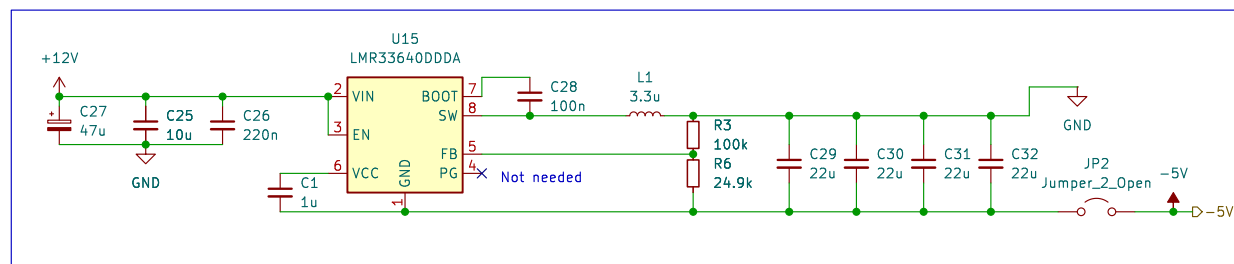 U15
LMR33640DDDA
+12V
2
VIN
BOOT
7
SW
8
3
EN
FB
5
6
VCC
PG
4
GND
1
C27
47u
C25
10u
C26
220n
GND
C1
1u
C28
100n
L1
3.3u
R3
100k
R6
24.9k
Not needed
C29
22u
C30
22u
C31
22u
C32
22u
GND
JP2
Jumper_2_Open
-5V
-5V
+